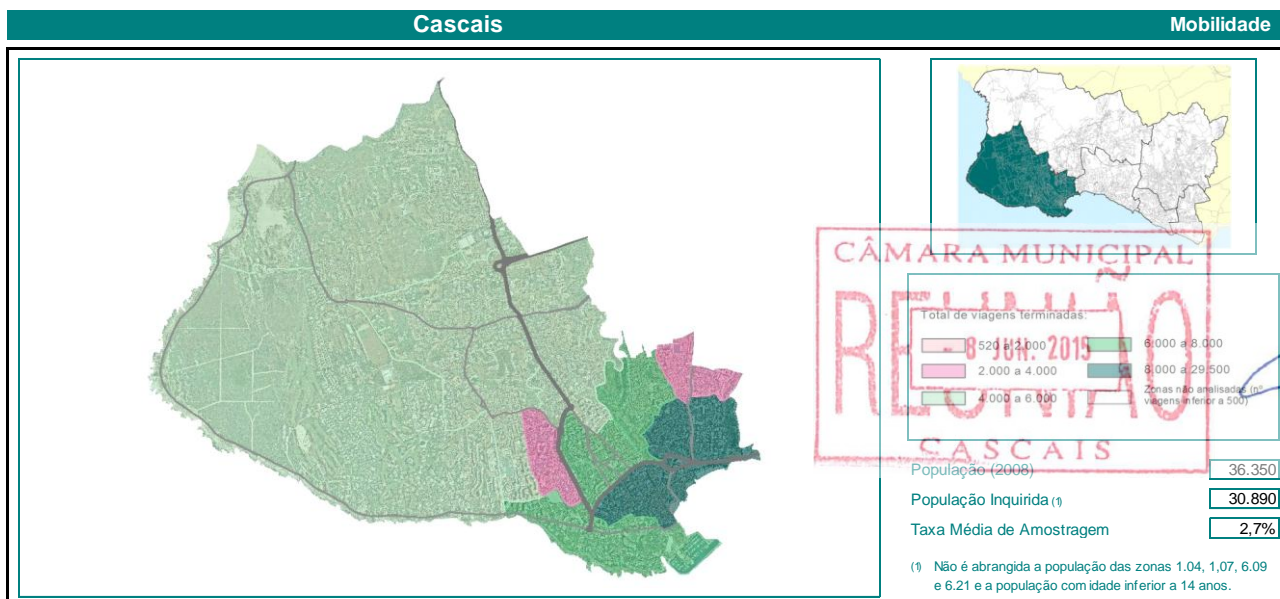 Cascais
Mobilidade
CÂMARA MUNICIPAL
REUNIÃO
-8 JUN. 2015
CASCAIS
Total de viagens terminadas:
520 a 2.000
2.000 a 4.000
4.000 a 6.000
6.000 a 8.000
8.000 a 29.500
Zonas não analisadas (nº
viagens inferior a 500)
População (2008) 36.350
População Inquirida (1) 30.890
Taxa Média de Amostragem 2,7%
(1) Não é abrangida a população das zonas 1.04, 1,07, 6.09
e 6.21 e a população com idade inferior a 14 anos.